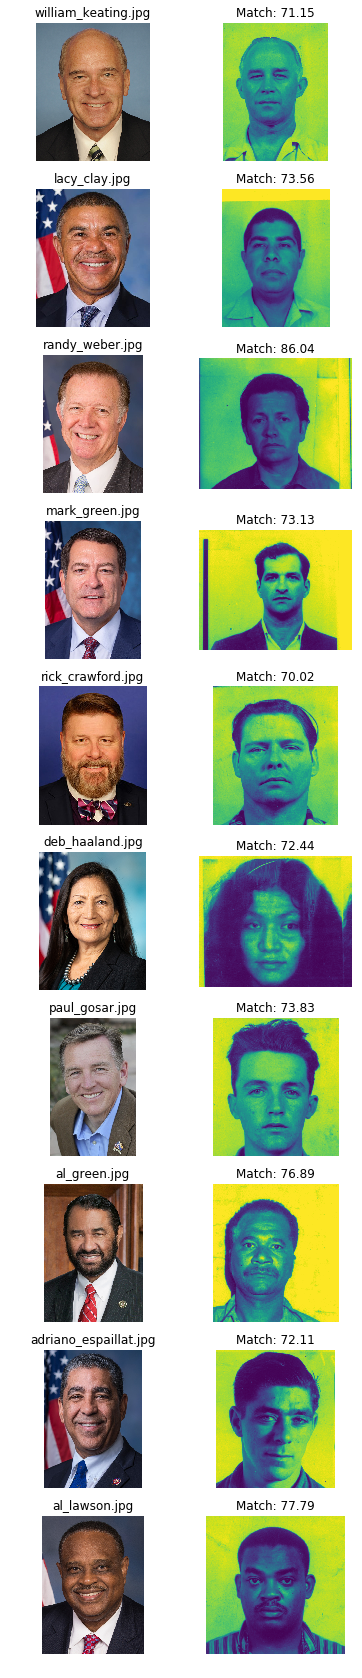 william_keating.jpg
Match: 71.15
lacy_clay.jpg
Match: 73.56
randy_weber.jpg
Match: 86.04
mark_green.jpg
Match: 73.13
rick_crawford.jpg
Match: 70.02
deb_haaland.jpg
Match: 72.44
paul_gosar.jpg
Match: 73.83
al_green.jpg
Match: 76.89
adriano_espaillat.jpg
Match: 72.11
al_lawson.jpg
Match: 77.79